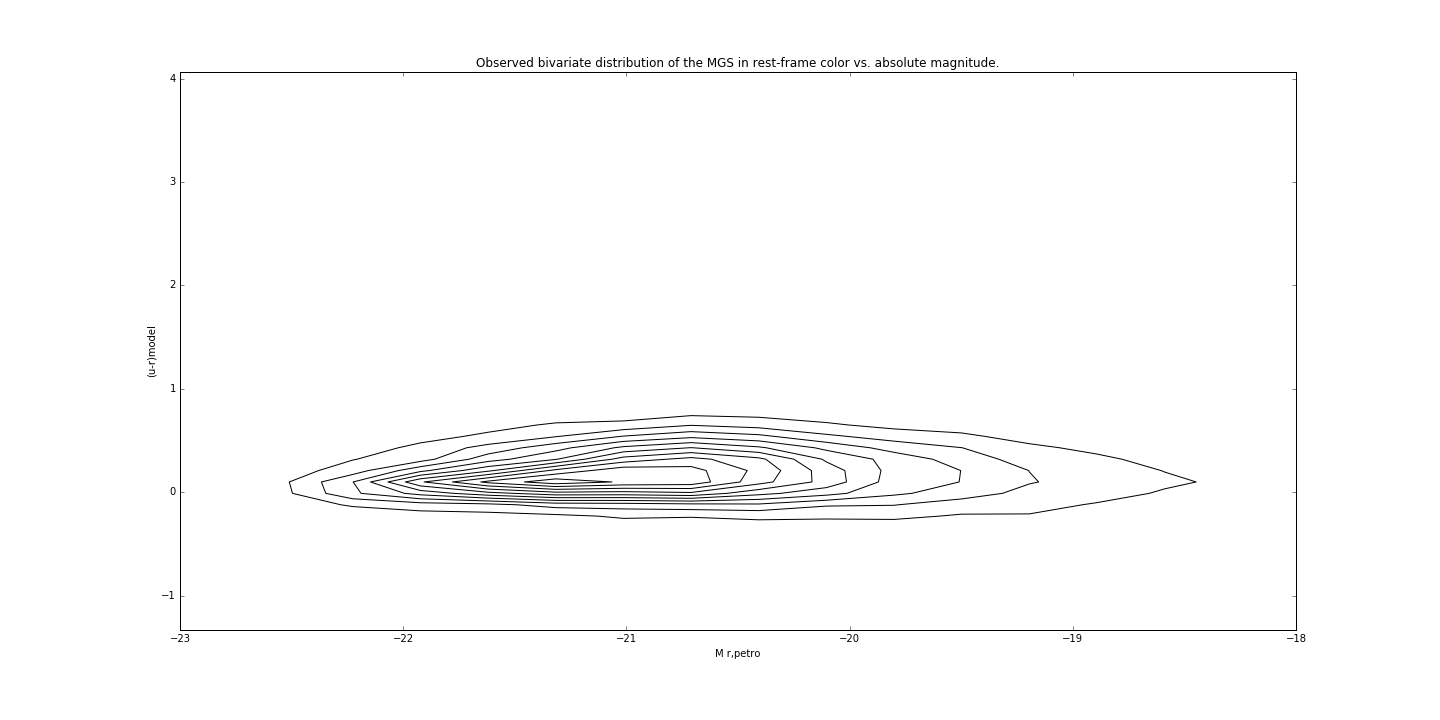 Observed bivariate distribution of the MGS in rest-frame color vs. absolute magnitude.
4
3
2
1
0
−1
(u-r)model
−23 −22 −21 −20 −19 −18
M r,petro